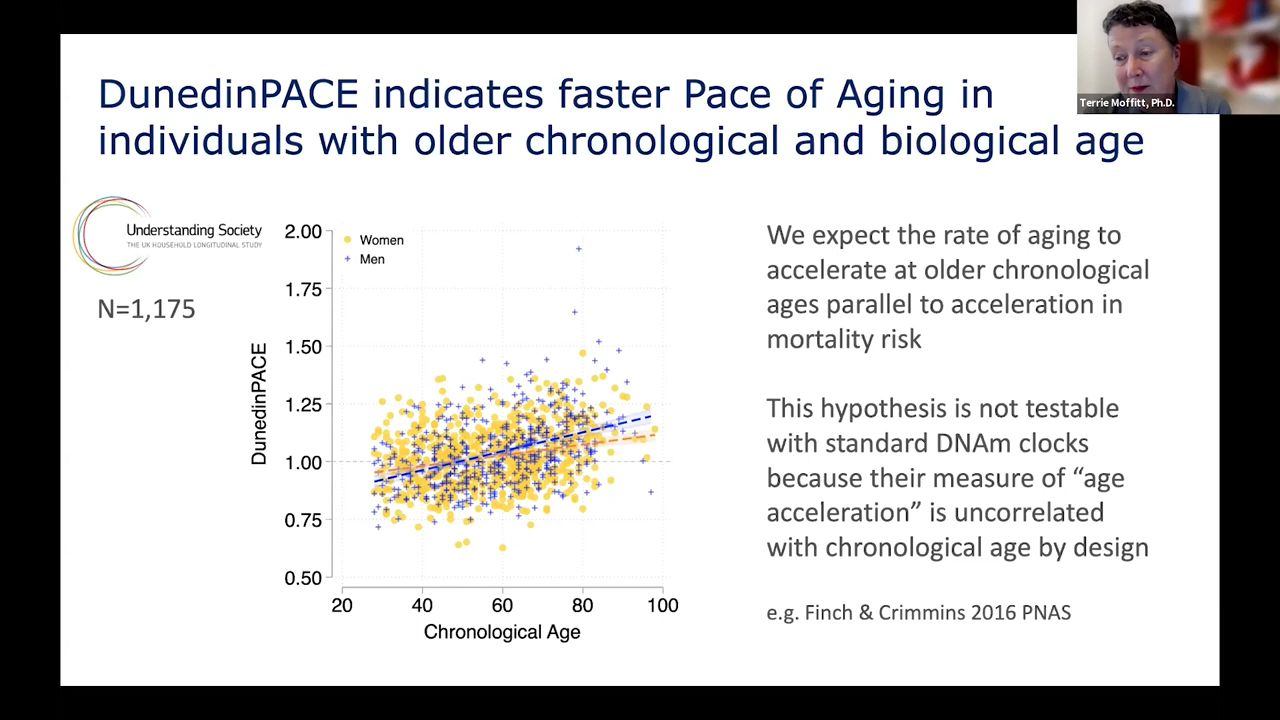 Terrie Moffitt, Ph.D.
DunedinPACE indicates faster Pace of Aging in
individuals with older chronological and biological age
Understanding Society
THE UK HOUSEHOLD LONGITUDINAL STUDY
N=1,175
DunedinPACE
2.00
1.75
1.50
1.25
1.00
0.75
0.50
Women
Men
20 40 60 80 100
Chronological Age
We expect the rate of aging to
accelerate at older chronological
ages parallel to acceleration in
mortality risk
This hypothesis is not testable
with standard DNAm clocks
because their measure of “age
acceleration” is uncorrelated
with chronological age by design
e.g. Finch & Crimmins 2016 PNAS